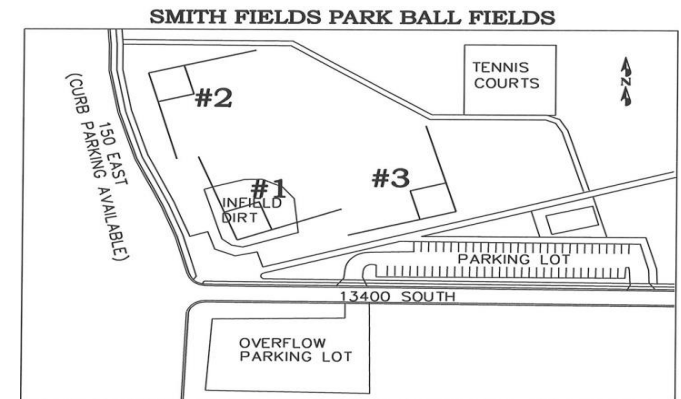 SMITH FIELDS PARK BALL FIELDS
TENNIS
COURTS
N
#2
150 EAST
(CURB PARKING AVAILABLE)
#1
INFIELD
DIRT
#3
PARKING LOT
13400 SOUTH
OVERFLOW
PARKING LOT